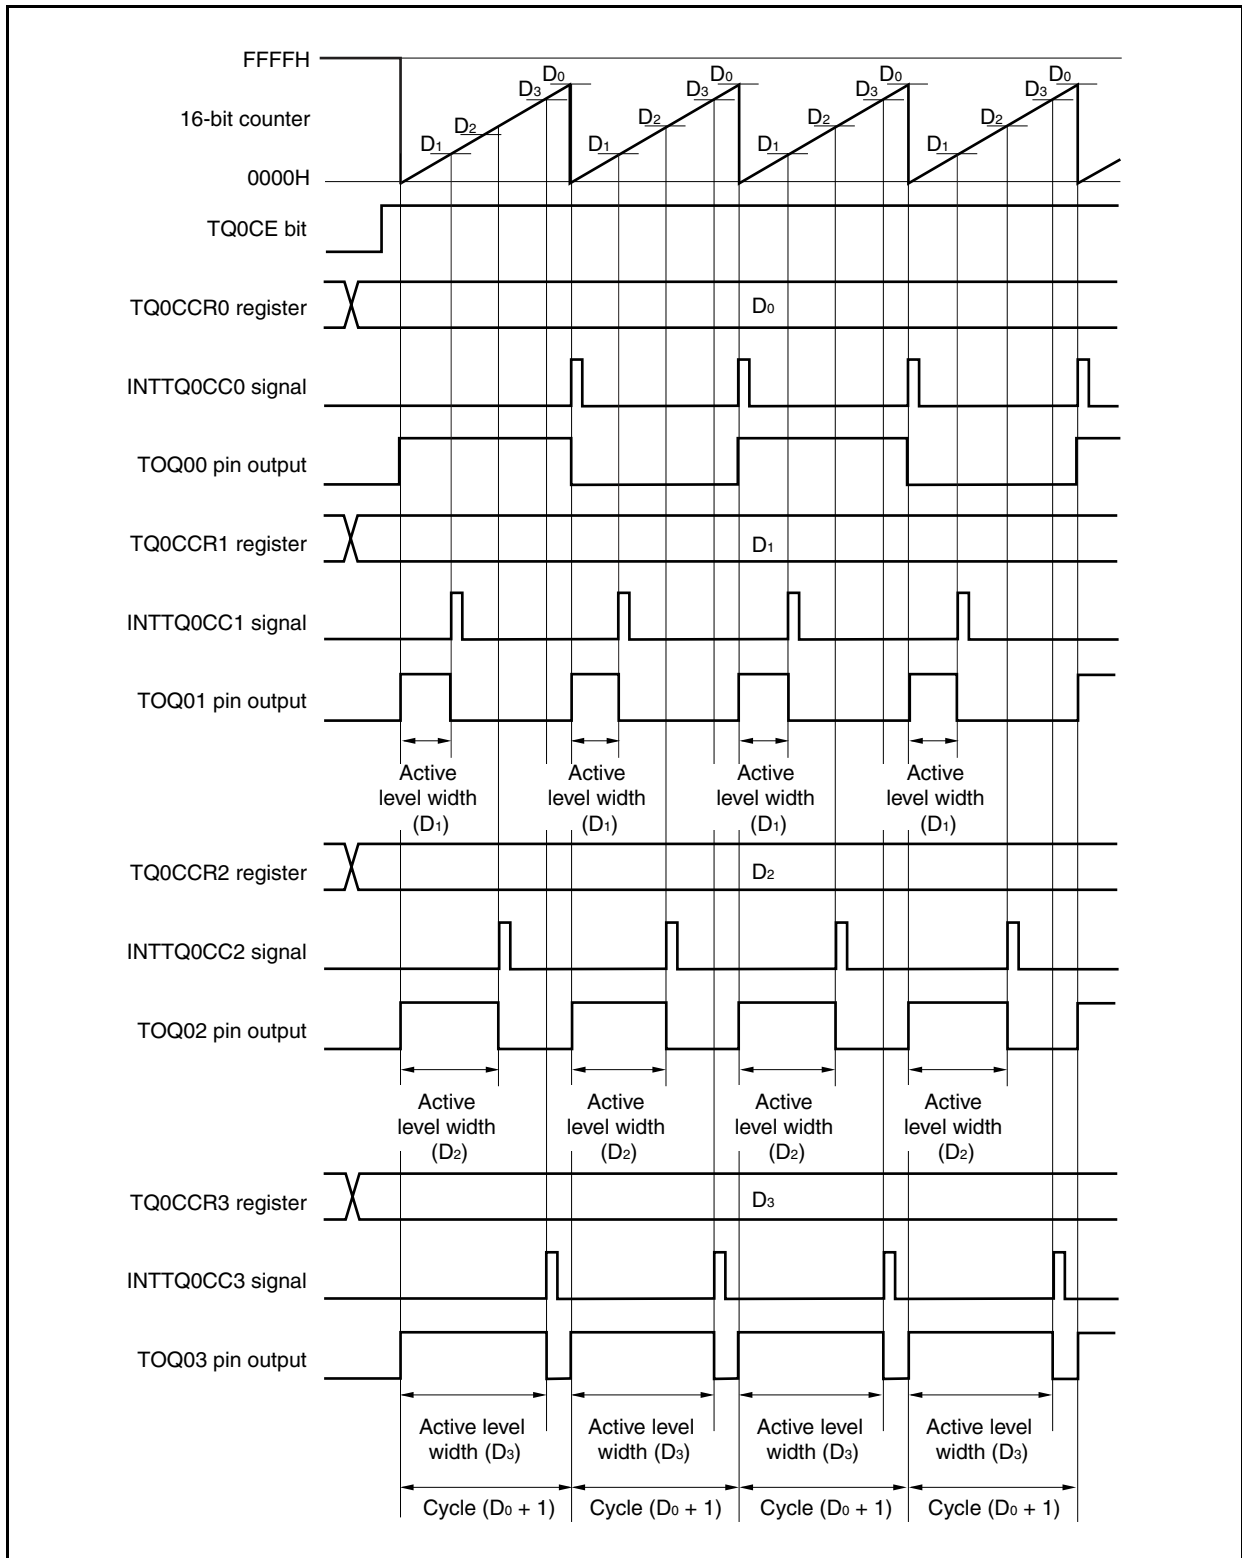 FFFFH
D0 D0 D0 D0
D3 D3 D3 D3
16-bit counter
D2 D2 D2 D2
D1 D1 D1 D1
0000H
TQ0CE bit
TQ0CCR0 register
D0
INTTQ0CC0 signal
TOQ00 pin output
TQ0CCR1 register
D1
INTTQ0CC1 signal
TOQ01 pin output
Active Active Active Active
level width level width level width level width
(D1) (D1) (D1) (D1)
TQ0CCR2 register
D2
INTTQ0CC2 signal
TOQ02 pin output
Active Active Active Active
level width level width level width level width
(D2) (D2) (D2) (D2)
TQ0CCR3 register
D3
INTTQ0CC3 signal
TOQ03 pin output
Active level Active level Active level Active level
width (D3) width (D3) width (D3) width (D3)
Cycle (D0 + 1) Cycle (D0 + 1) Cycle (D0 + 1) Cycle (D0 + 1)